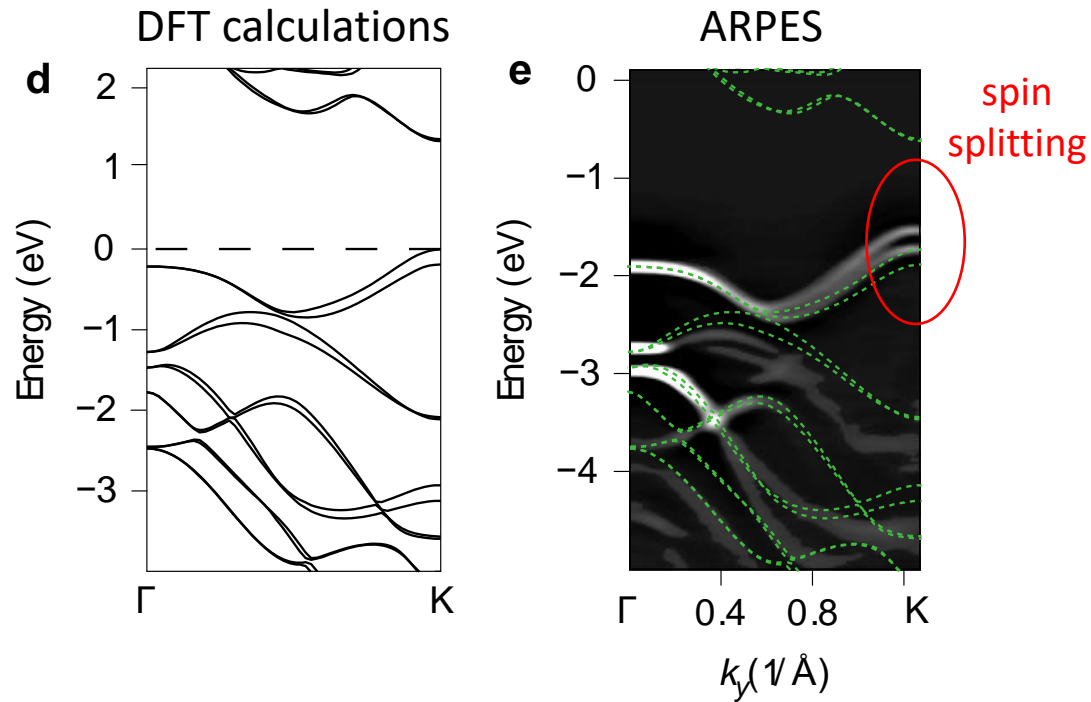 DFT calculations
ARPES
d
e
spin
splitting
Energy (eV)
2
1
0
−1
−2
−3
Γ
K
Energy (eV)
0
−1
−2
−3
−4
Γ
0.4
0.8
K
ky(1/Å)